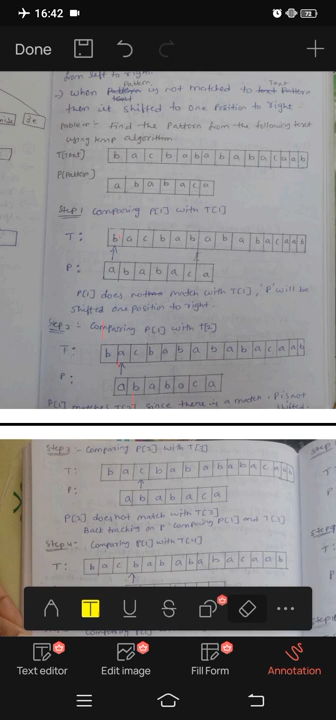 16:42
72
Done
from left to right.
Pattern Text
-) when is not matched to
then it shifted to one position to right.
Problem:- Find the Pattern from the following text
using kmp algorithm.
T(Text) b a c b a b a b a b a c a a b
P(Pattern) a b a b a c a
Step 1 Comparing P[1] with T[1]
T: b a c b a b a b a b a c a a b
P: a b a b a c a
P[1] does not match with T[1], 'P' will be
shifted one position to right.
Step 2: Comparing P[1] with T[2]
T: b a c b a b a b a b a c a a b
P: a b a b a c a
P[1] matches T[2] since there is a match, P is not
shifted
Step 3:- Comparing P[2] with T[3]
T: b a c b a b a b a b a c a a b
P: a b a b a c a
P[2] does not match with T[3]
Back tracking on P comparing P[1] and T[3]
Step 4:- Comparing P[1] with T[4]
T: b a c b a b a b a b a c a a b
Text editor
Edit image
Fill Form
Annotation